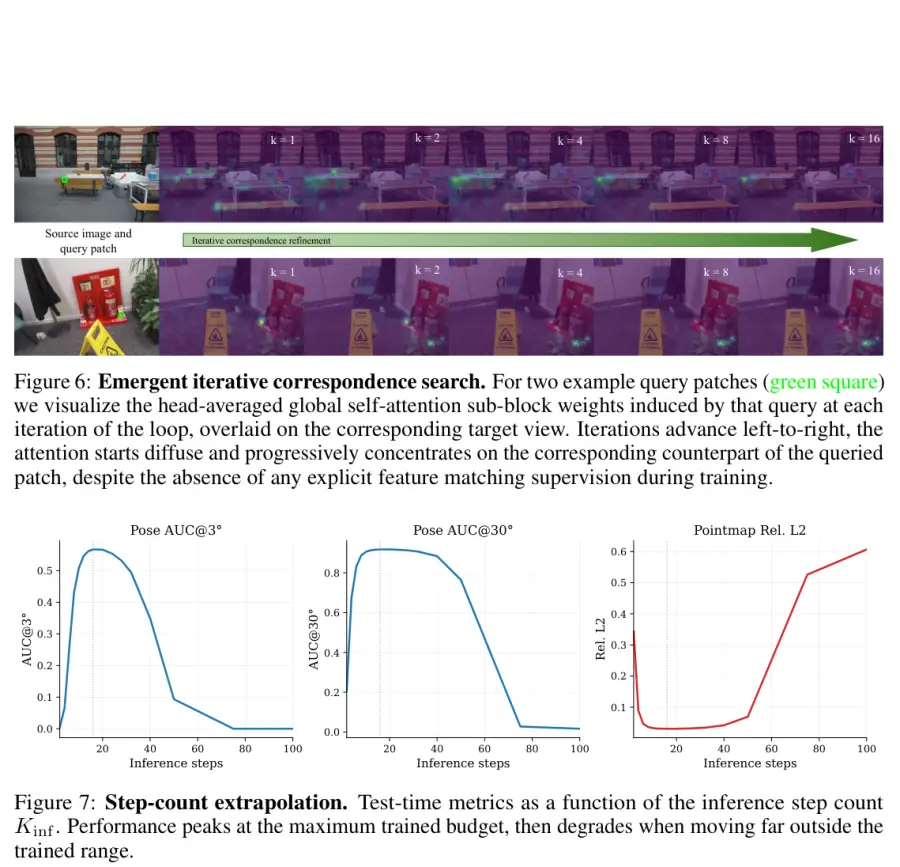 k = 1
k = 2
k = 4
k = 8
k = 16
Source image and
query patch
Iterative correspondence refinement
k = 1
k = 2
k = 4
k = 8
k = 16
Figure 6: Emergent iterative correspondence search. For two example query patches (green square)
we visualize the head-averaged global self-attention sub-block weights induced by that query at each
iteration of the loop, overlaid on the corresponding target view. Iterations advance left-to-right, the
attention starts diffuse and progressively concentrates on the corresponding counterpart of the queried
patch, despite the absence of any explicit feature matching supervision during training.
Pose AUC@3°
AUC@3°
0.5
0.4
0.3
0.2
0.1
0.0
20 40 60 80 100
Inference steps
Pose AUC@30°
AUC@30°
0.8
0.6
0.4
0.2
0.0
20 40 60 80 100
Inference steps
Pointmap Rel. L2
Rel. L2
0.6
0.5
0.4
0.3
0.2
0.1
20 40 60 80 100
Inference steps
Figure 7: Step-count extrapolation. Test-time metrics as a function of the inference step count
K_inf. Performance peaks at the maximum trained budget, then degrades when moving far outside the
trained range.